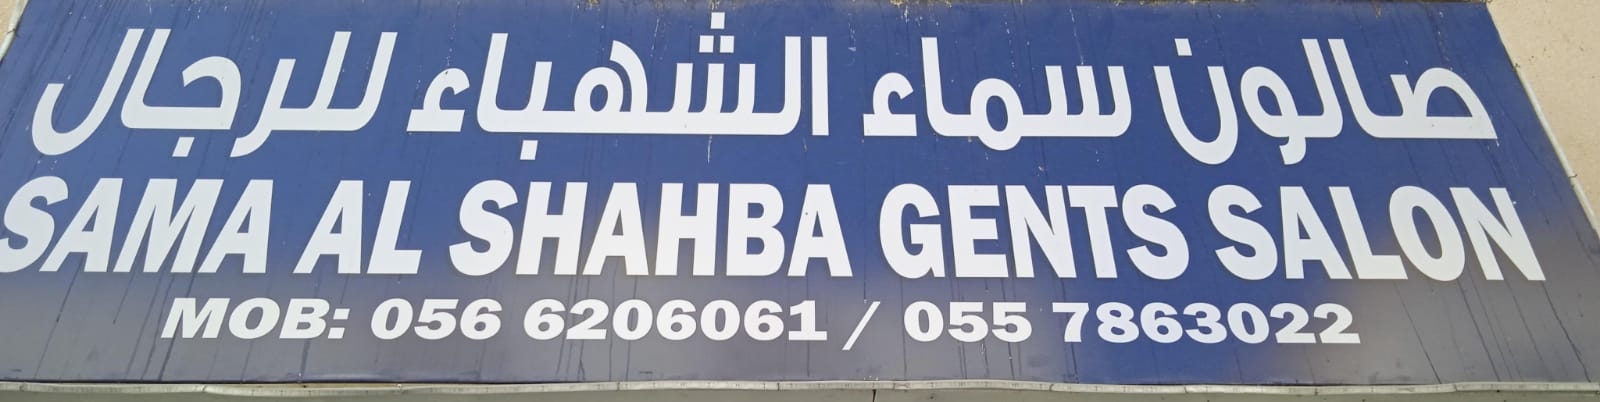 صالون سماء الشهباء للرجال
SAMA AL SHAHBA GENTS SALON
MOB: 056 6206061 / 055 7863022